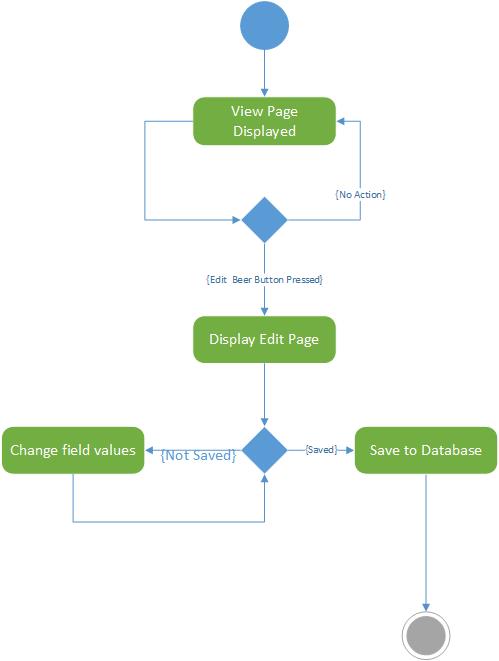 View Page
Displayed
{No Action}
{Edit  Beer Button Pressed}
Display Edit Page
Change field values
{Not Saved}
{Saved}
Save to Database